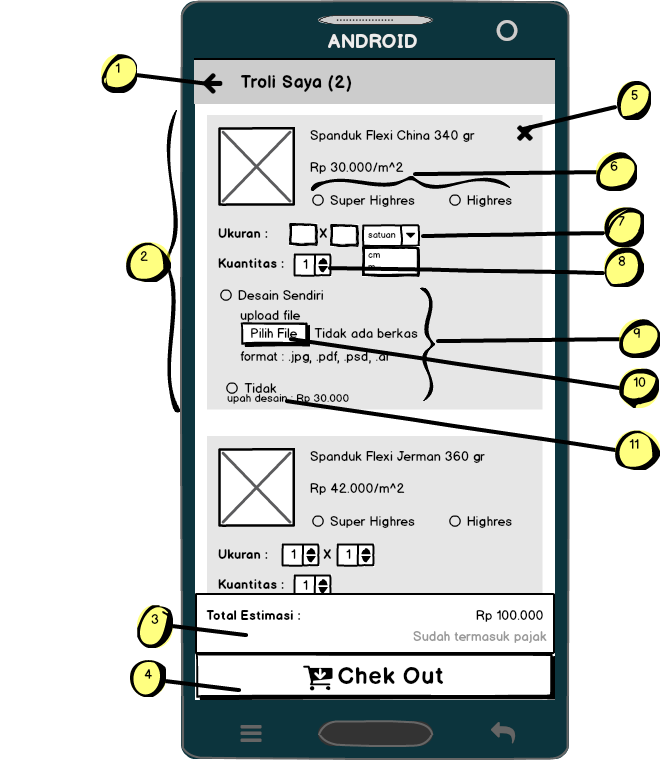 ANDROID
1
Troli Saya (2)
5
Spanduk Flexi China 340 gr
Rp 30.000/m^2
6
Super Highres Highres
Ukuran : X satuan
7
cm
2
Kuantitas : 1
8
Desain Sendiri
upload file
Pilih File Tidak ada berkas
9
format : .jpg, .pdf, .psd, .ai
10
Tidak
upah desain : Rp 30.000
11
Spanduk Flexi Jerman 360 gr
Rp 42.000/m^2
Super Highres Highres
Ukuran : 1 X 1
Kuantitas : 1
3
Total Estimasi : Rp 100.000
Sudah termasuk pajak
4
Chek Out